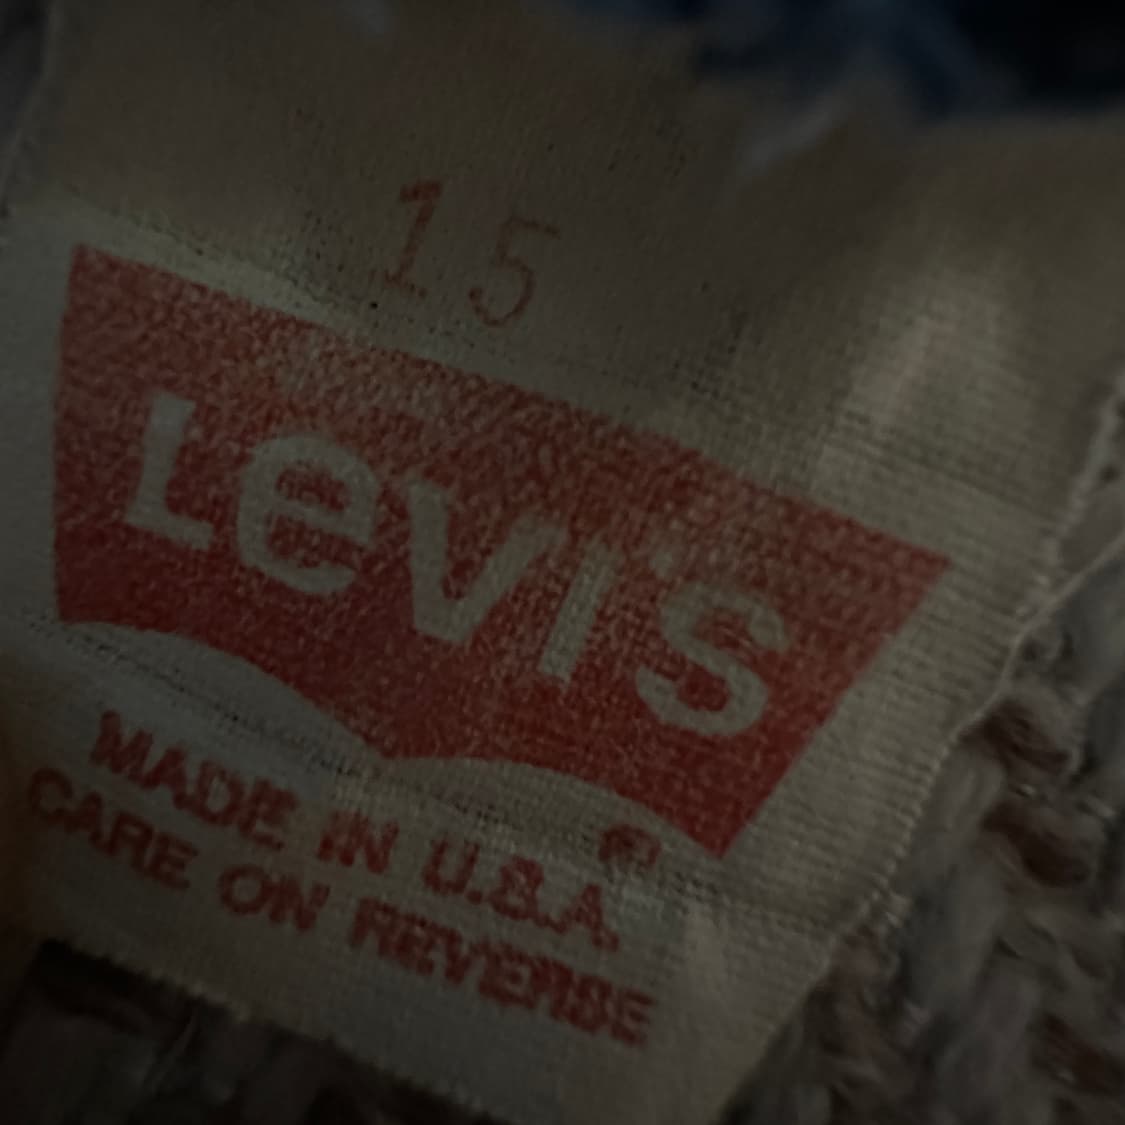 15
Levi's
®
MADE IN U.S.A.
CARE ON REVERSE